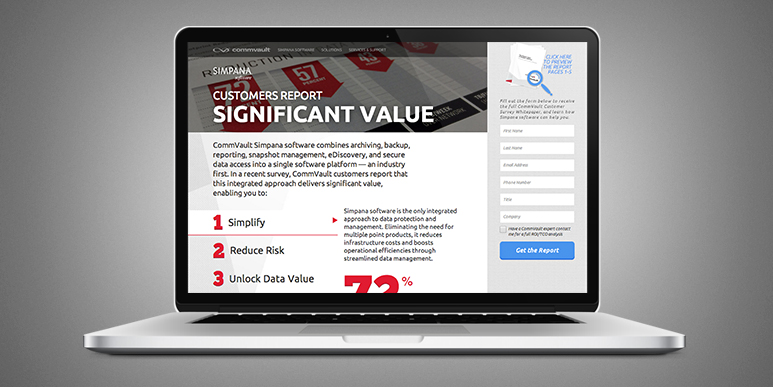 commvault SIMPANA SOFTWARE SOLUTIONS SERVICES & SUPPORT
SIMPANA
software
72
57
PERCENT
43
PERCENT
CUSTOMERS REPORT
SIGNIFICANT VALUE
CommVault Simpana software combines archiving, backup,
reporting, snapshot management, eDiscovery, and secure
data access into a single software platform — an industry
first. In a recent survey, CommVault customers report that
this integrated approach delivers significant value,
enabling you to:
1 Simplify
2 Reduce Risk
3 Unlock Data Value
Simpana software is the only integrated
approach to data protection and
management. Eliminating the need for
multiple point products, it reduces
infrastructure costs and boosts
operational efficiencies through
streamlined data management.
72%
CLICK HERE
TO PREVIEW
THE REPORT
PAGES 1-5
Fill out the form below to receive
the full CommVault Customer
Survey Whitepaper, and learn how
Simpana software can help you.
First Name
Last Name
Email Address
Phone Number
Title
Company
Have a CommVault expert contact
me for a full ROI/TCO analysis
Get the Report